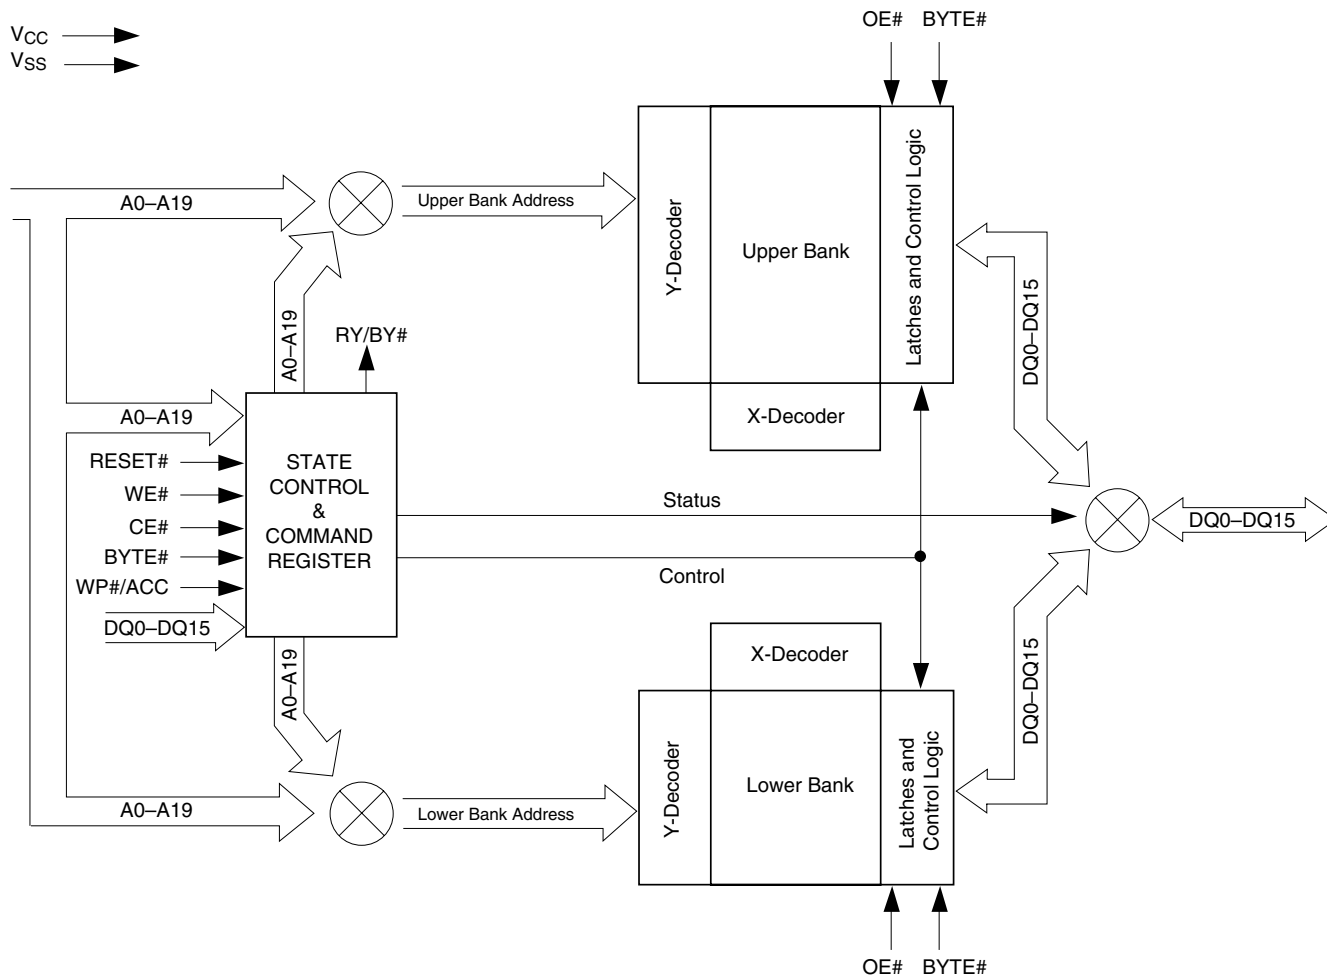 OE# BYTE#
VCC
VSS
A0–A19
Upper Bank Address
Y-Decoder
Upper Bank
Latches and Control Logic
X-Decoder
DQ0–DQ15
A0–A19
RY/BY#
A0–A19
RESET#
WE#
CE#
BYTE#
WP#/ACC
DQ0–DQ15
STATE
CONTROL
&
COMMAND
REGISTER
Status
Control
DQ0–DQ15
A0–A19
X-Decoder
DQ0–DQ15
A0–A19
Lower Bank Address
Y-Decoder
Lower Bank
Latches and
Control Logic
OE# BYTE#